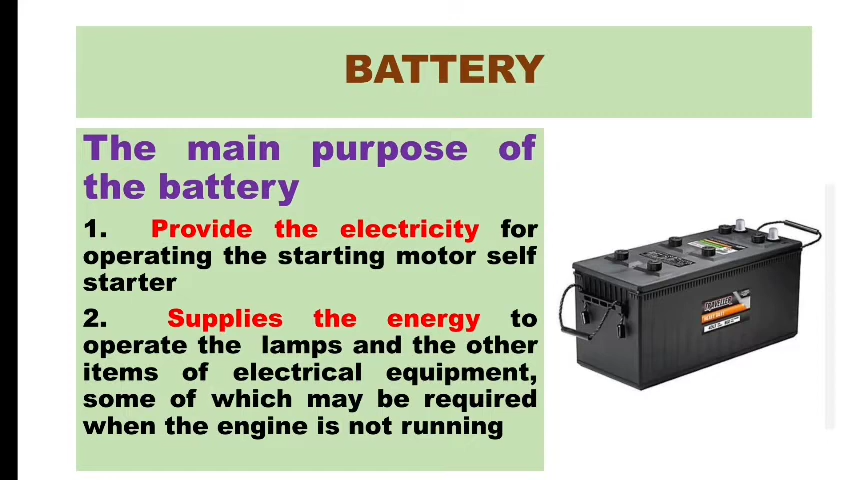 BATTERY
The main purpose of
the battery
1. Provide the electricity for
operating the starting motor self
starter
2. Supplies the energy to
operate the lamps and the other
items of electrical equipment,
some of which may be required
when the engine is not running
TRAVELLER